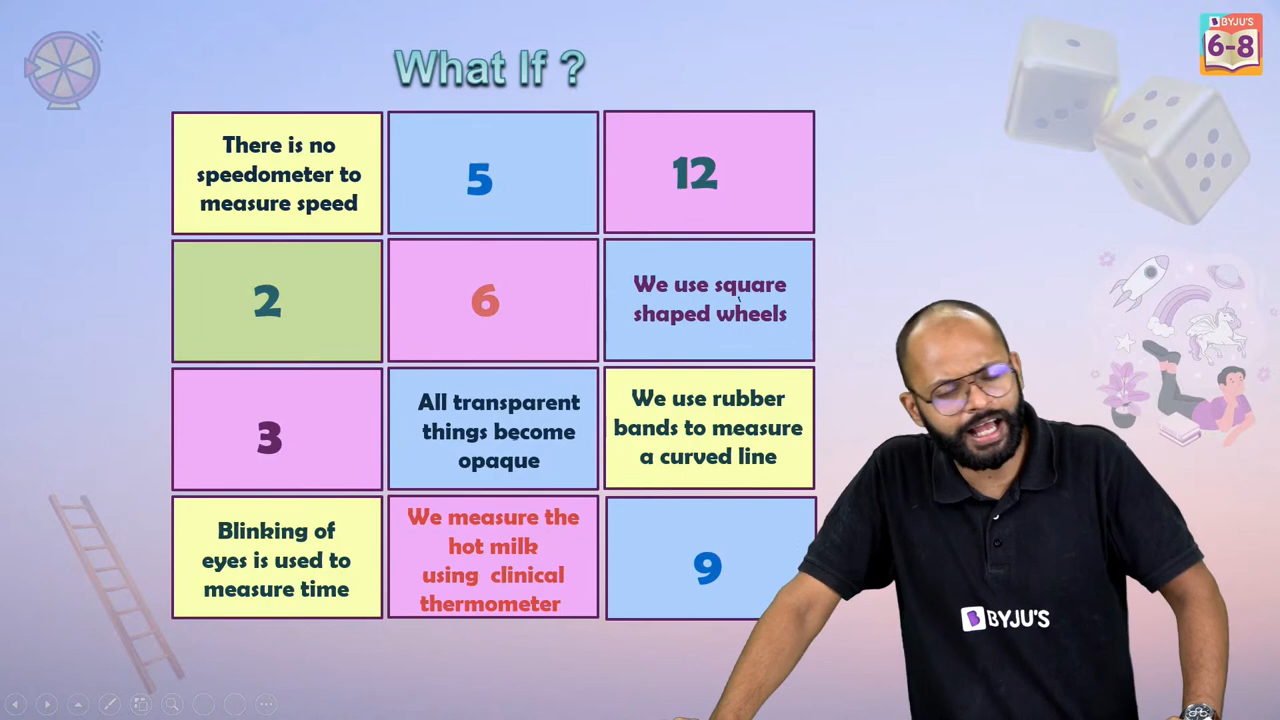 What If ?
BYJU'S
6-8
There is no
speedometer to
measure speed
5
12
2
6
We use square
shaped wheels
3
All transparent
things become
opaque
We use rubber
bands to measure
a curved line
Blinking of
eyes is used to
measure time
We measure the
hot milk
using clinical
thermometer
9
BYJU'S